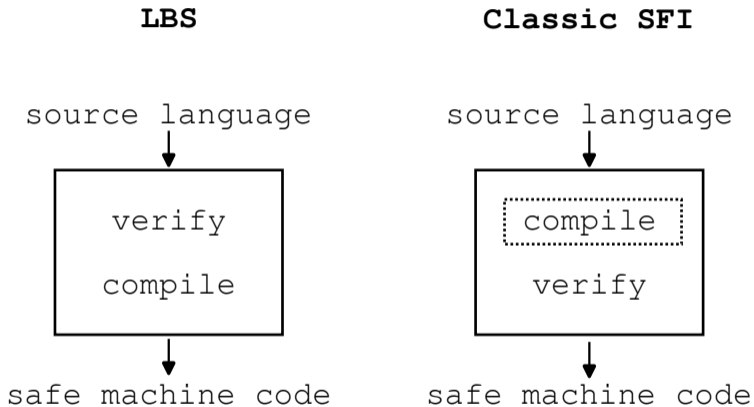 LBS
source language
verify
compile
safe machine code
Classic SFI
source language
compile
verify
safe machine code